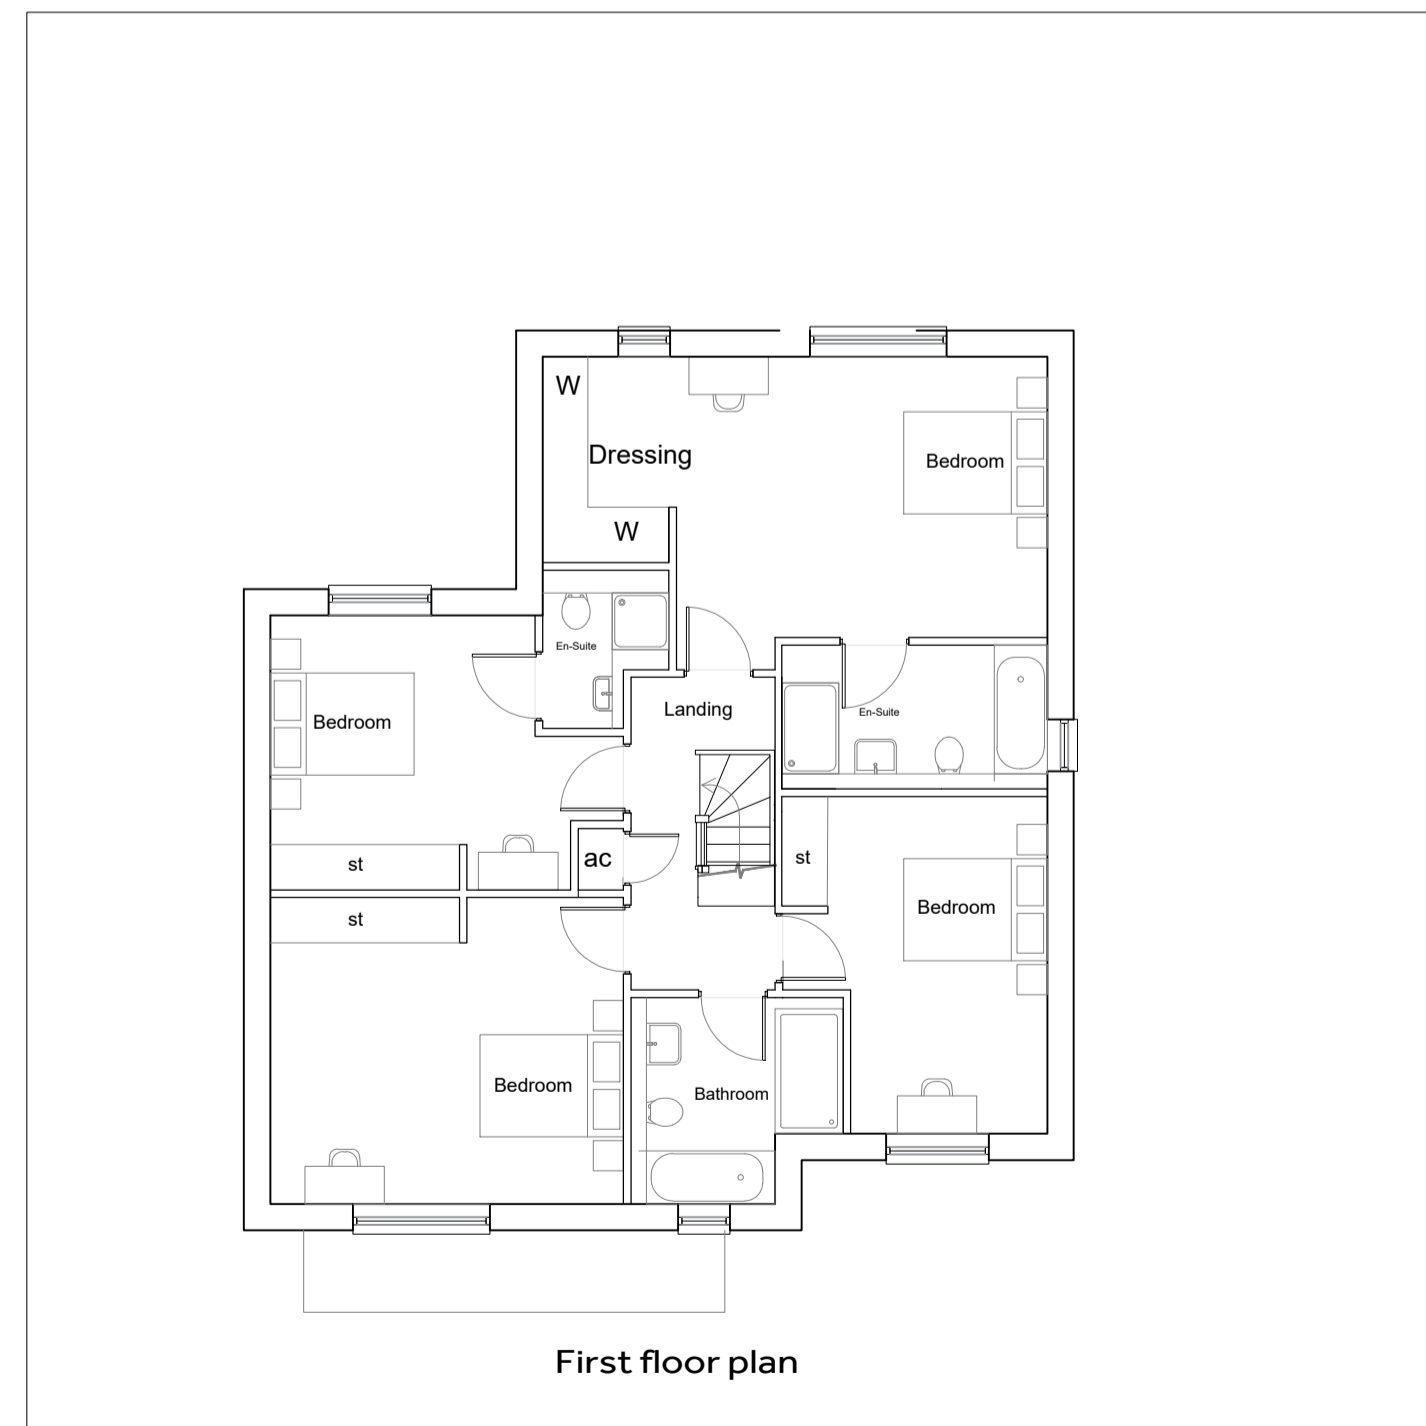 W
Dressing
Bedroom
W
En-Suite
Bedroom
Landing
En-Suite
st
ac
st
st
Bedroom
Bedroom
Bathroom
First floor plan